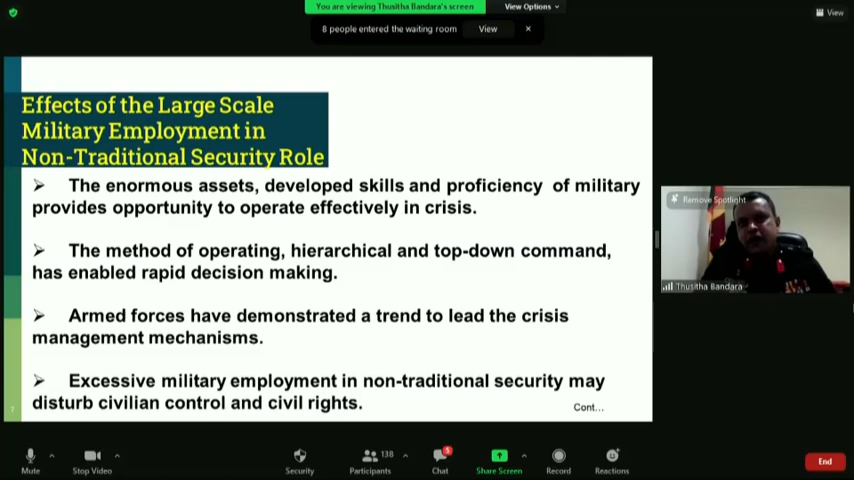 You are viewing Thusitha Bandara's screen
View Options
View
8 people entered the waiting room
View
Effects of the Large Scale
Military Employment in
Non-Traditional Security Role
The enormous assets, developed skills and proficiency of military
provides opportunity to operate effectively in crisis.
The method of operating, hierarchical and top-down command,
has enabled rapid decision making.
Armed forces have demonstrated a trend to lead the crisis
management mechanisms.
Excessive military employment in non-traditional security may
disturb civilian control and civil rights.
Cont...
7
Remove Spotlight
Thusitha Bandara
Mute
Stop Video
Security
138
Participants
5
Chat
Share Screen
Record
Reactions
End